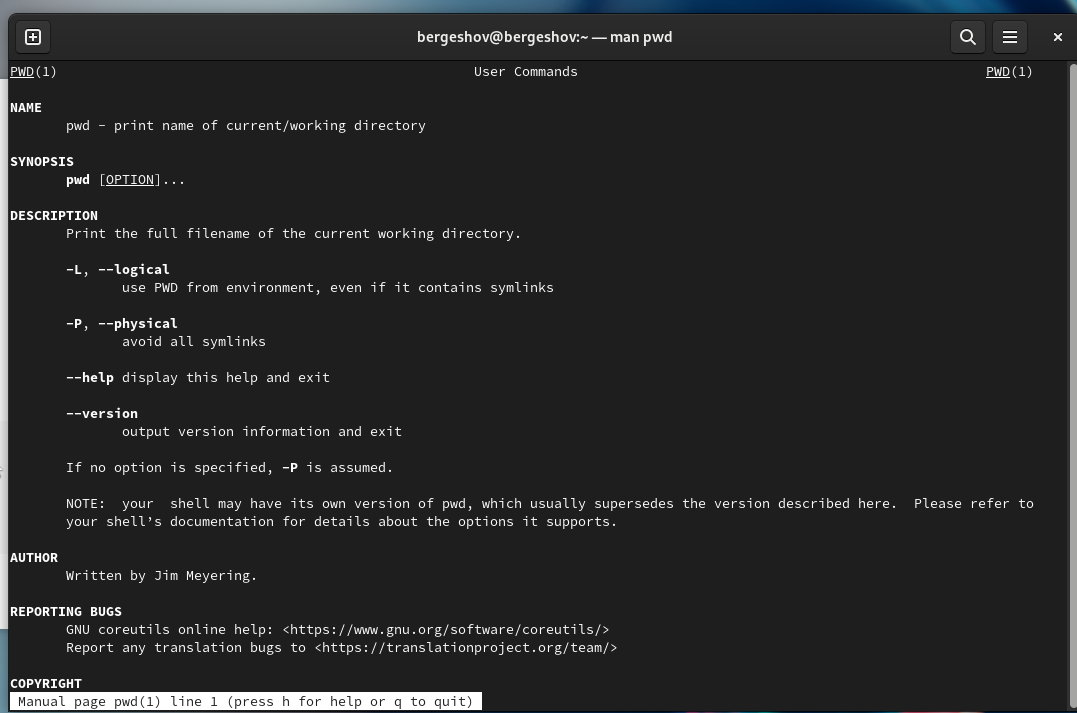 bergeshov@bergeshov:~ — man pwd
PWD(1) User Commands PWD(1)
NAME
pwd - print name of current/working directory
SYNOPSIS
pwd [OPTION]...
DESCRIPTION
Print the full filename of the current working directory.
-L, --logical
use PWD from environment, even if it contains symlinks
-P, --physical
avoid all symlinks
--help display this help and exit
--version
output version information and exit
If no option is specified, -P is assumed.
NOTE:  your  shell may have its own version of pwd, which usually supersedes the version described here.  Please refer to
your shell’s documentation for details about the options it supports.
AUTHOR
Written by Jim Meyering.
REPORTING BUGS
GNU coreutils online help: <https://www.gnu.org/software/coreutils/>
Report any translation bugs to <https://translationproject.org/team/>
COPYRIGHT
Manual page pwd(1) line 1 (press h for help or q to quit)